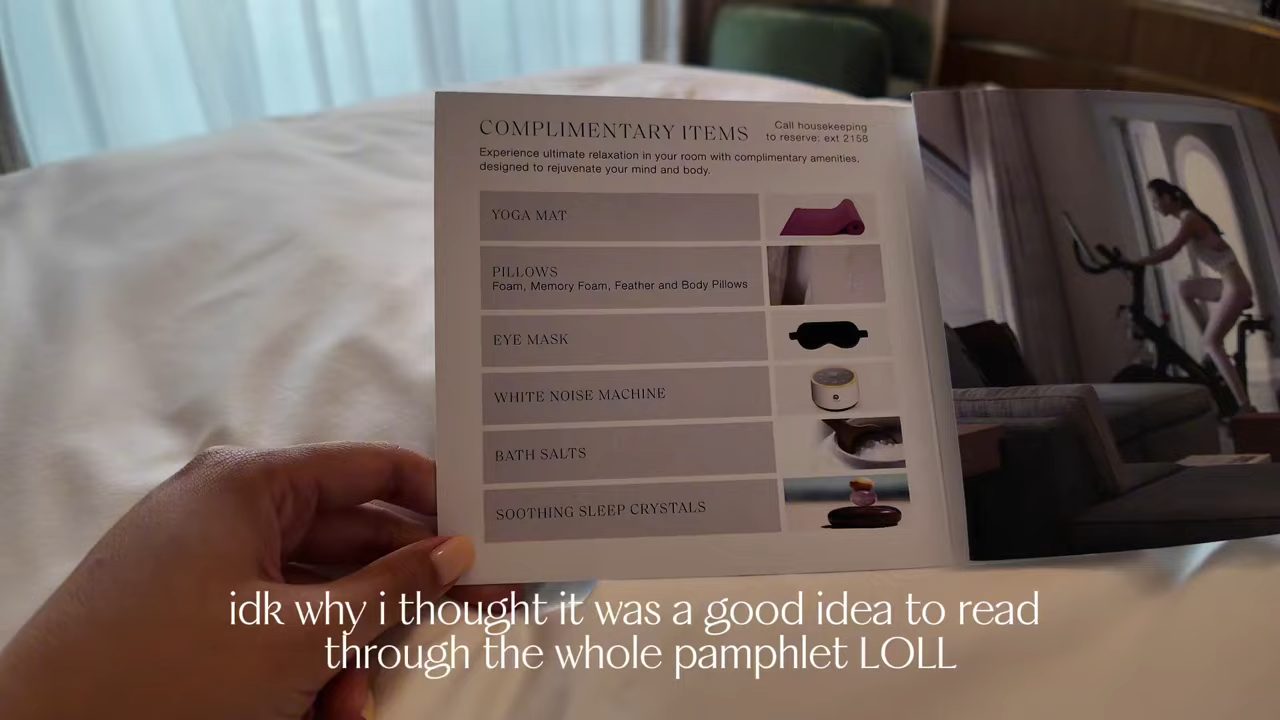 COMPLIMENTARY ITEMS
Call housekeeping
to reserve: ext 2158
Experience ultimate relaxation in your room with complimentary amenities,
designed to rejuvenate your mind and body.
YOGA MAT
PILLOWS
Foam, Memory Foam, Feather and Body Pillows
EYE MASK
WHITE NOISE MACHINE
BATH SALTS
SOOTHING SLEEP CRYSTALS
idk why i thought it was a good idea to read
through the whole pamphlet LOLL